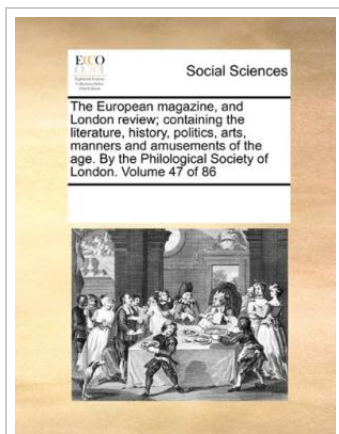 ECCO
Social Sciences
The European magazine, and
London review; containing the
literature, history, politics, arts,
manners and amusements of the
age. By the Philological Society of
London. Volume 47 of 86